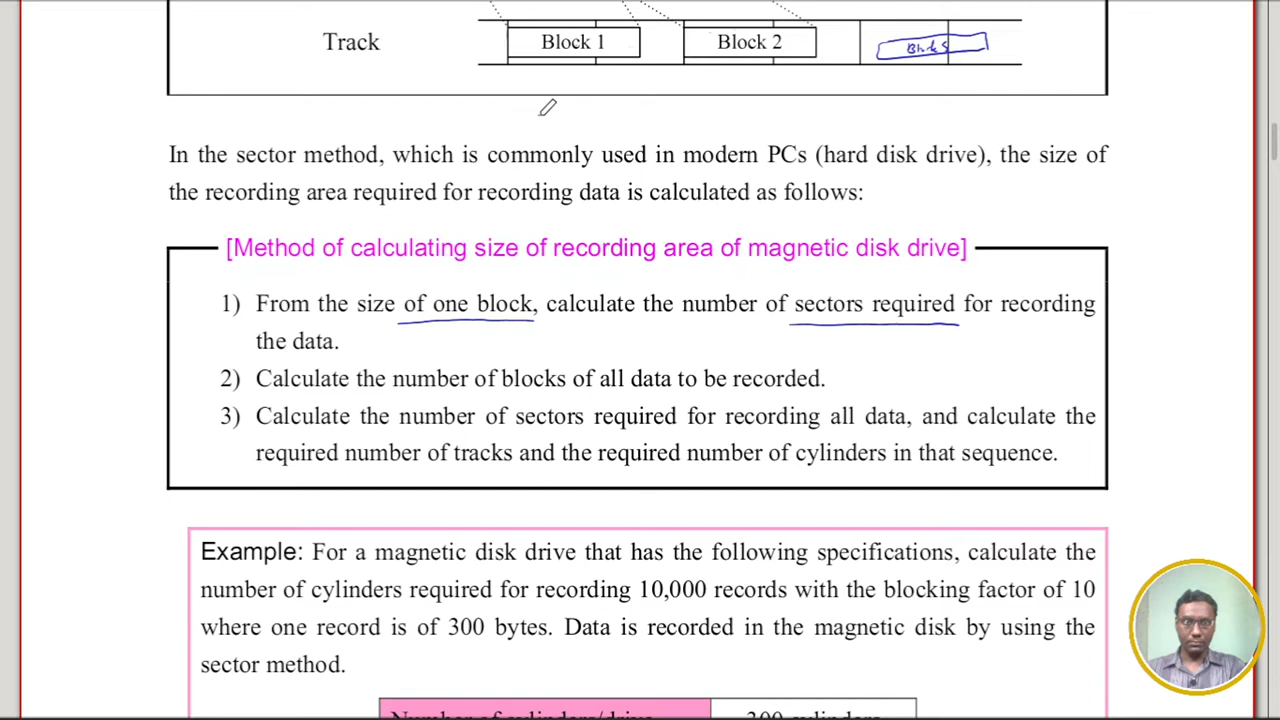 Track
Block 1
Block 2
In the sector method, which is commonly used in modern PCs (hard disk drive), the size of
the recording area required for recording data is calculated as follows:
[Method of calculating size of recording area of magnetic disk drive]
1) From the size of one block, calculate the number of sectors required for recording
the data.
2) Calculate the number of blocks of all data to be recorded.
3) Calculate the number of sectors required for recording all data, and calculate the
required number of tracks and the required number of cylinders in that sequence.
Example: For a magnetic disk drive that has the following specifications, calculate the
number of cylinders required for recording 10,000 records with the blocking factor of 10
where one record is of 300 bytes. Data is recorded in the magnetic disk by using the
sector method.
Number of cylinders/drive
300 cylinders